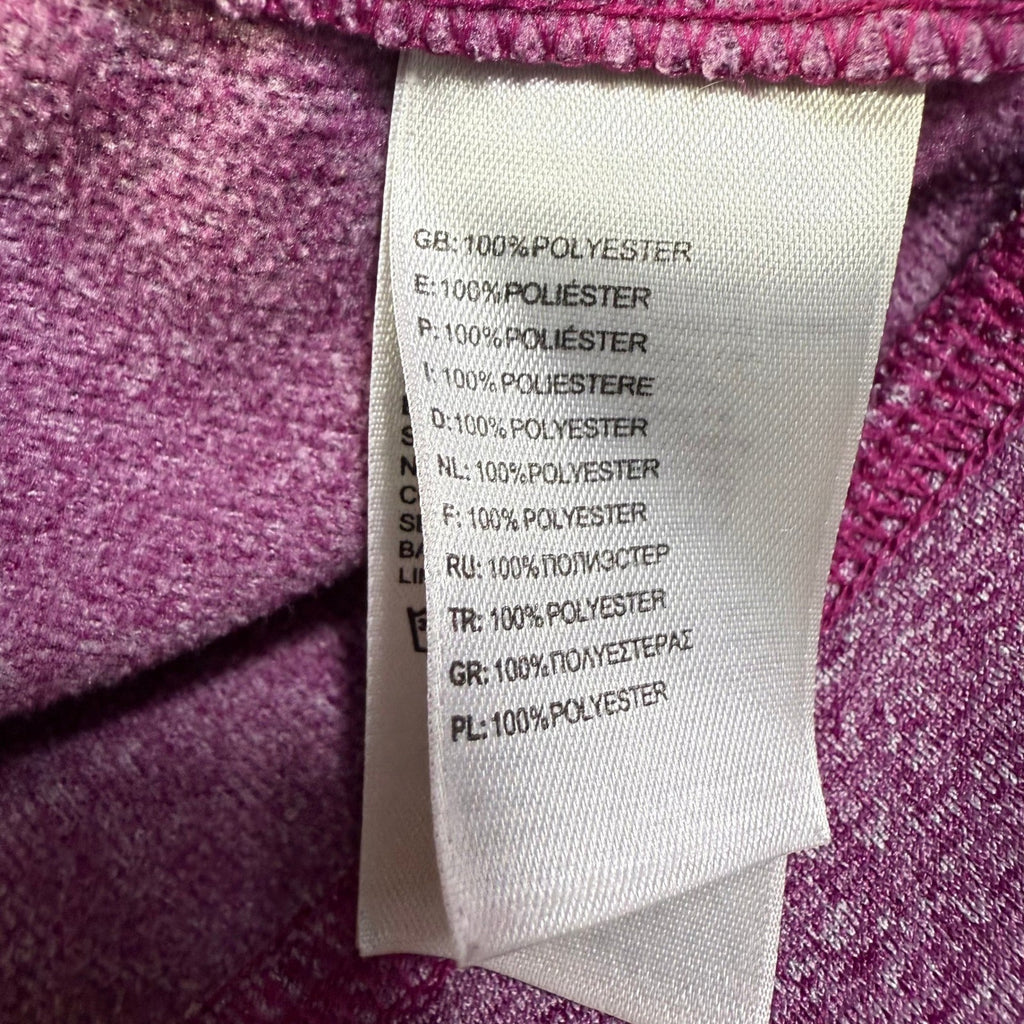 GB: 100%POLYESTER
E: 100%POLIÉSTER
P: 100%POLIÉSTER
I: 100% POLIESTERE
D: 100%POLYESTER
NL: 100%POLYESTER
F: 100% POLYESTER
RU: 100%ПОЛИЭСТЕР
TR: 100% POLYESTER
GR: 100%ΠΟΛΥΕΣΤΕΡΑΣ
PL: 100%POLYESTER